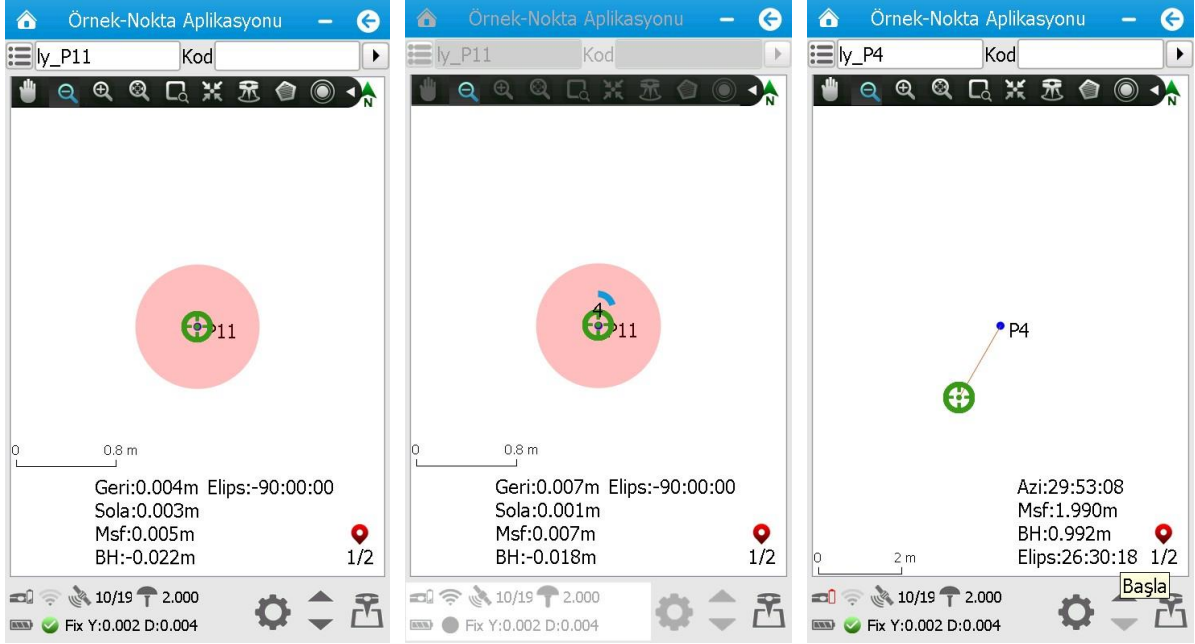 Örnek-Nokta Aplikasyonu
ly_P11 Kod
N
P11
0 0.8 m
Geri:0.004m Elips:-90:00:00
Sola:0.003m
Msf:0.005m
BH:-0.022m 1/2
10/19 2.000
Fix Y:0.002 D:0.004
Örnek-Nokta Aplikasyonu
ly_P11 Kod
N
4
P11
0 0.8 m
Geri:0.007m Elips:-90:00:00
Sola:0.001m
Msf:0.007m
BH:-0.018m 1/2
10/19 2.000
Fix Y:0.002 D:0.004
Örnek-Nokta Aplikasyonu
ly_P4 Kod
N
P4
Azi:29:53:08
Msf:1.990m
BH:0.992m
0 2 m Elips:26:30:18 1/2
Başla
10/19 2.000
Fix Y:0.002 D:0.004